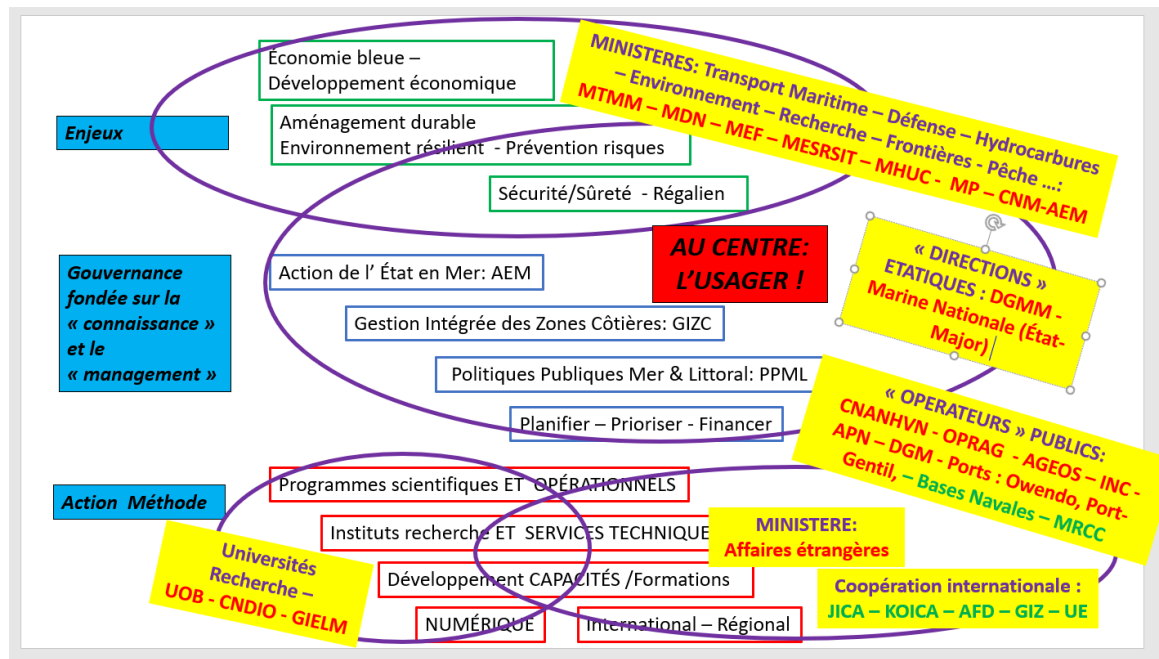 Économie bleue –
Développement économique
MINISTERES: Transport Maritime – Défense – Hydrocarbures
– Environnement – Recherche – Frontières - Pêche …:
MTMM – MDN – MEF – MESRSIT – MHUC - MP – CNM-AEM
Enjeux
Aménagement durable
Environnement résilient - Prévention risques
Sécurité/Sûreté - Régalien
AU CENTRE:
L’USAGER !
« DIRECTIONS »
ETATIQUES : DGMM -
Marine Nationale (État-
Major)
Gouvernance
fondée sur la
« connaissance »
et le
« management »
Action de l’ État en Mer: AEM
Gestion Intégrée des Zones Côtières: GIZC
Politiques Publiques Mer & Littoral: PPML
Planifier – Prioriser - Financer
« OPERATEURS » PUBLICS:
CNANHVN - OPRAG - AGEOS – INC -
APN – DGM - Ports : Owendo, Port-
Gentil, – Bases Navales – MRCC
Action Méthode
Programmes scientifiques ET OPÉRATIONNELS
Instituts recherche ET SERVICES TECHNIQUE
MINISTERE:
Affaires étrangères
Universités
Recherche –
UOB - CNDIO - GIELM
Développement CAPACITÉS /Formations
Coopération internationale :
JICA – KOICA – AFD – GIZ – UE
NUMÉRIQUE
International – Régional